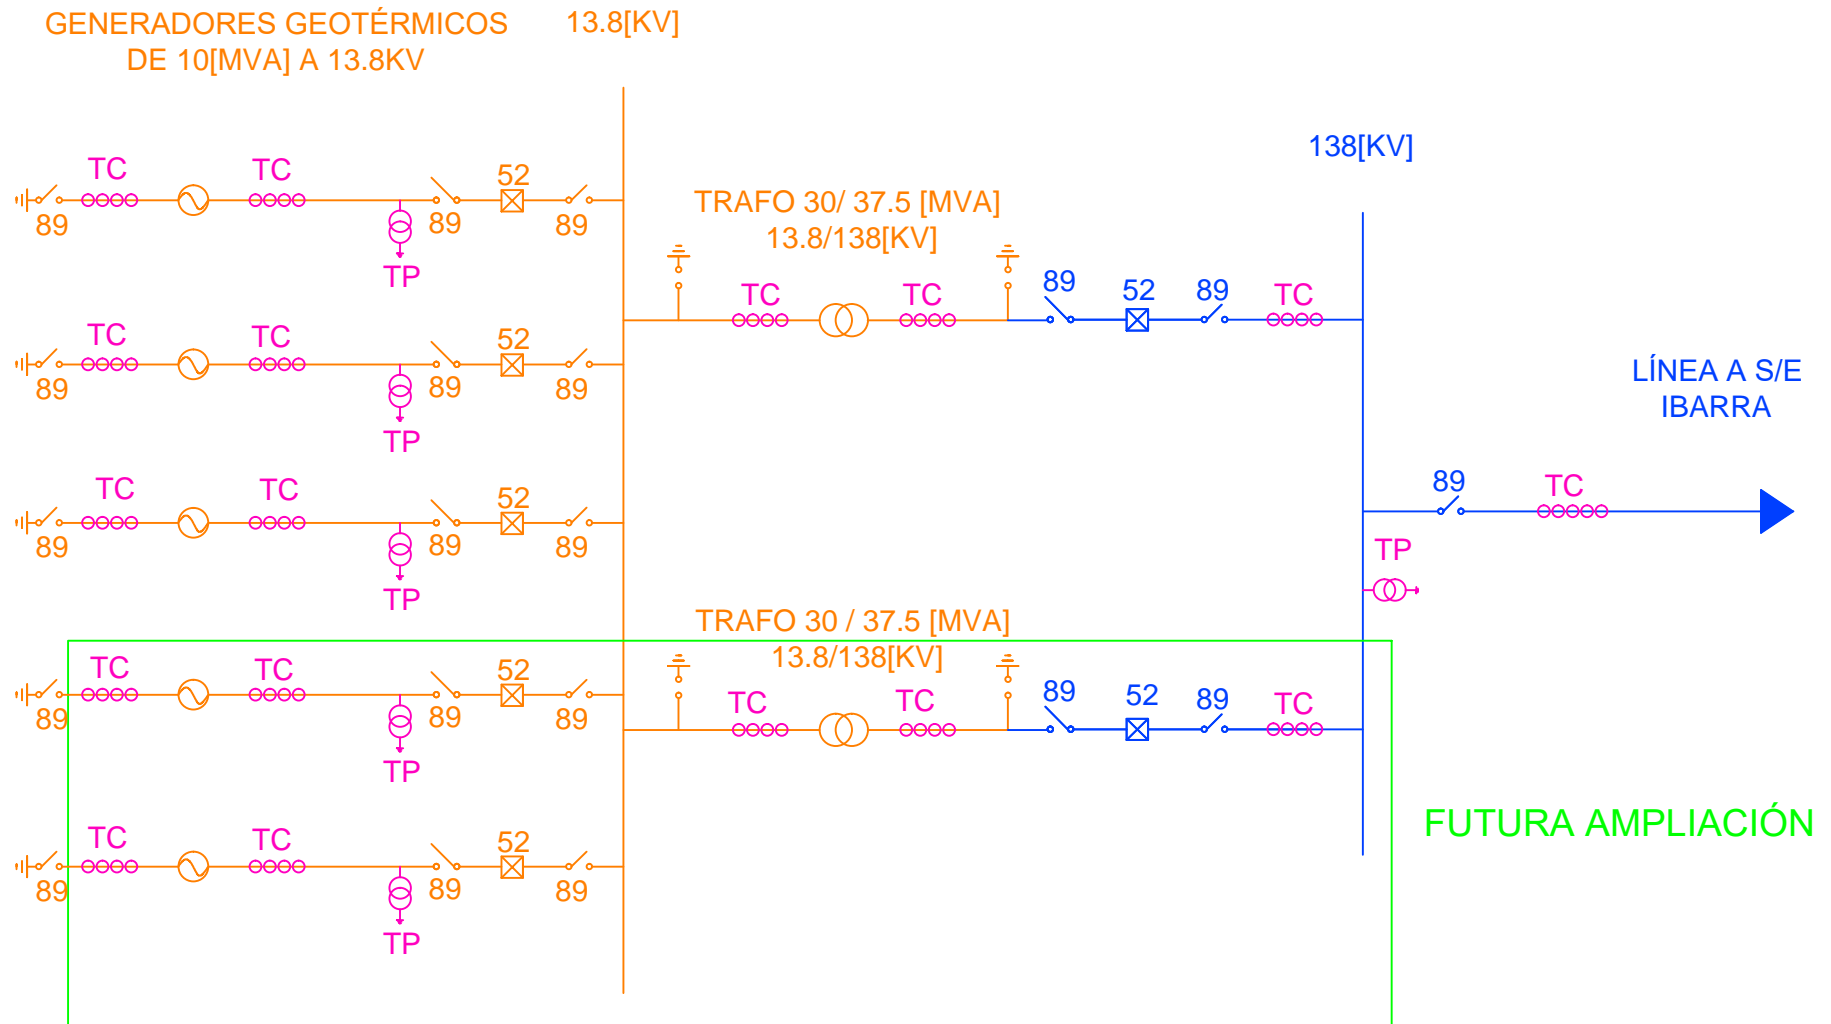 GENERADORES GEOTÉRMICOS
DE 10[MVA] A 13.8KV
13.8[KV]
138[KV]
TC
TC
52
89
89
89
TP
TRAFO 30/ 37.5 [MVA]
13.8/138[KV]
TC
TC
89
52
89
TC
TC
TC
52
89
89
89
TP
LÍNEA A S/E
IBARRA
89
TC
TC
TC
52
89
89
89
TP
TP
TRAFO 30 / 37.5 [MVA]
13.8/138[KV]
TC
TC
52
89
89
89
TP
TC
TC
89
52
89
TC
FUTURA AMPLIACIÓN
TC
TC
52
89
89
89
TP